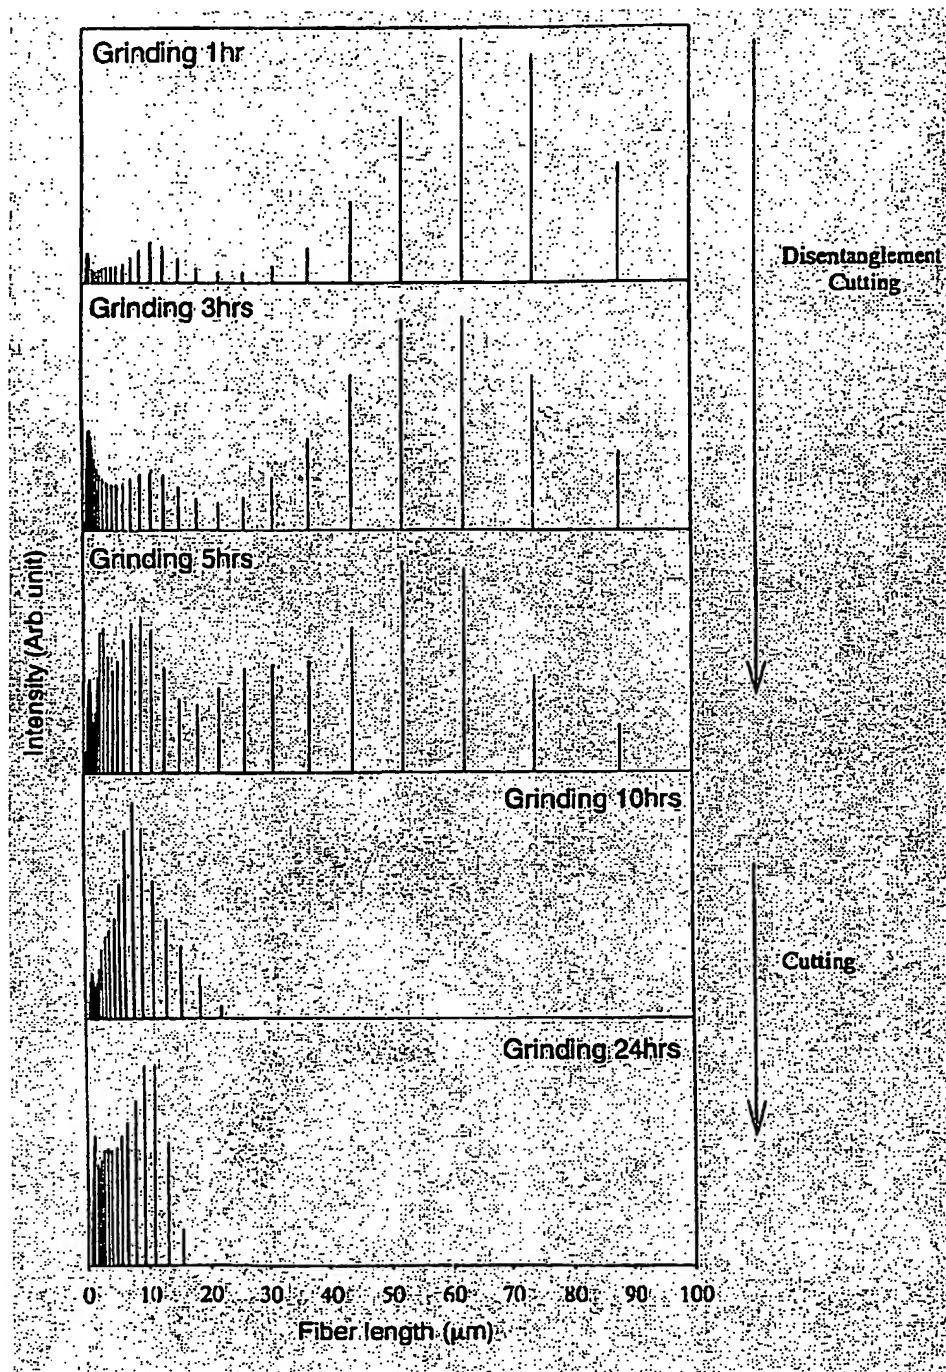 Grinding 1hr
Grinding 3hrs
Grinding 5hrs
Grinding 10hrs
Grinding 24hrs
Intensity (Arb. unit)
0 10 20 30 40 50 60 70 80 90 100
Fiber length (μm)
Disentanglement
Cutting
Cutting